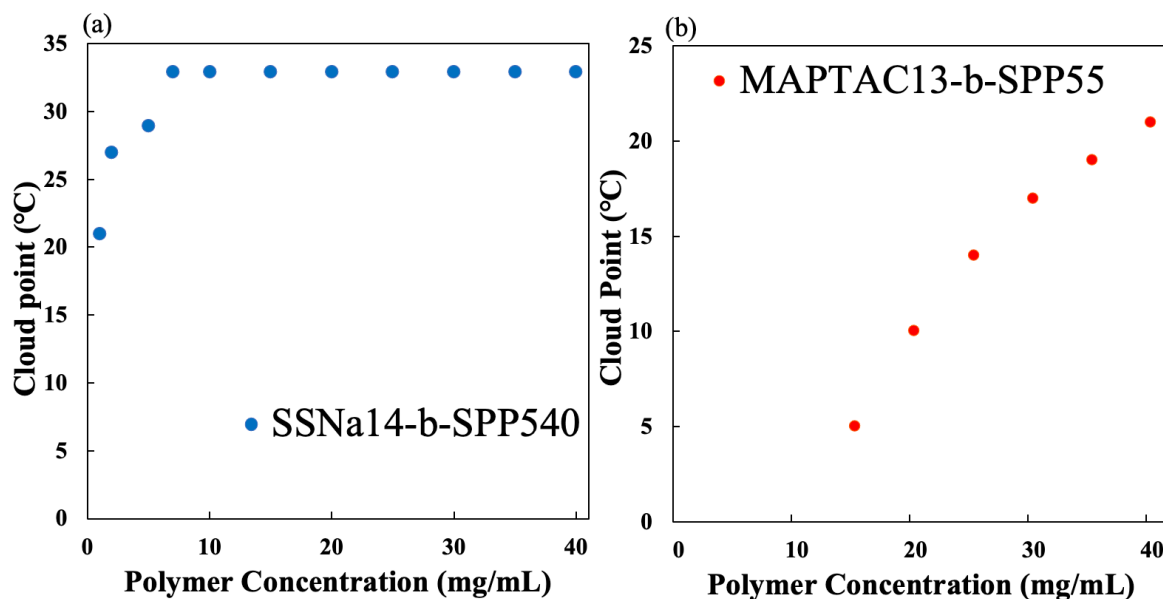 (a)
35
30
25
20
15
10
5
0
Cloud point (°C)
SSNa14-b-SPP540
0 10 20 30 40
Polymer Concentration (mg/mL)
(b)
25
20
15
10
5
0
Cloud Point (°C)
MAPTAC13-b-SPP55
0 10 20 30 40
Polymer Concentration (mg/mL)